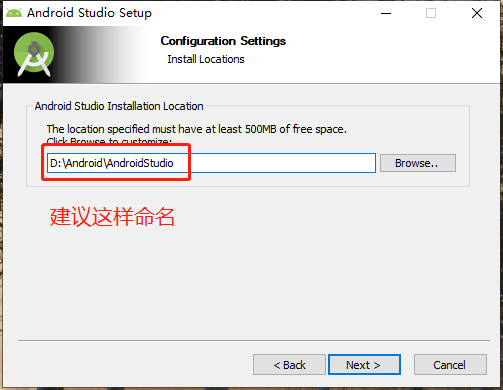 Android Studio Setup
Configuration Settings
Install Locations
Android Studio Installation Location
The location specified must have at least 500MB of free space.
Click Browse to customize:
D:\Android\AndroidStudio
Browse..
建议这样命名
< Back
Next >
Cancel